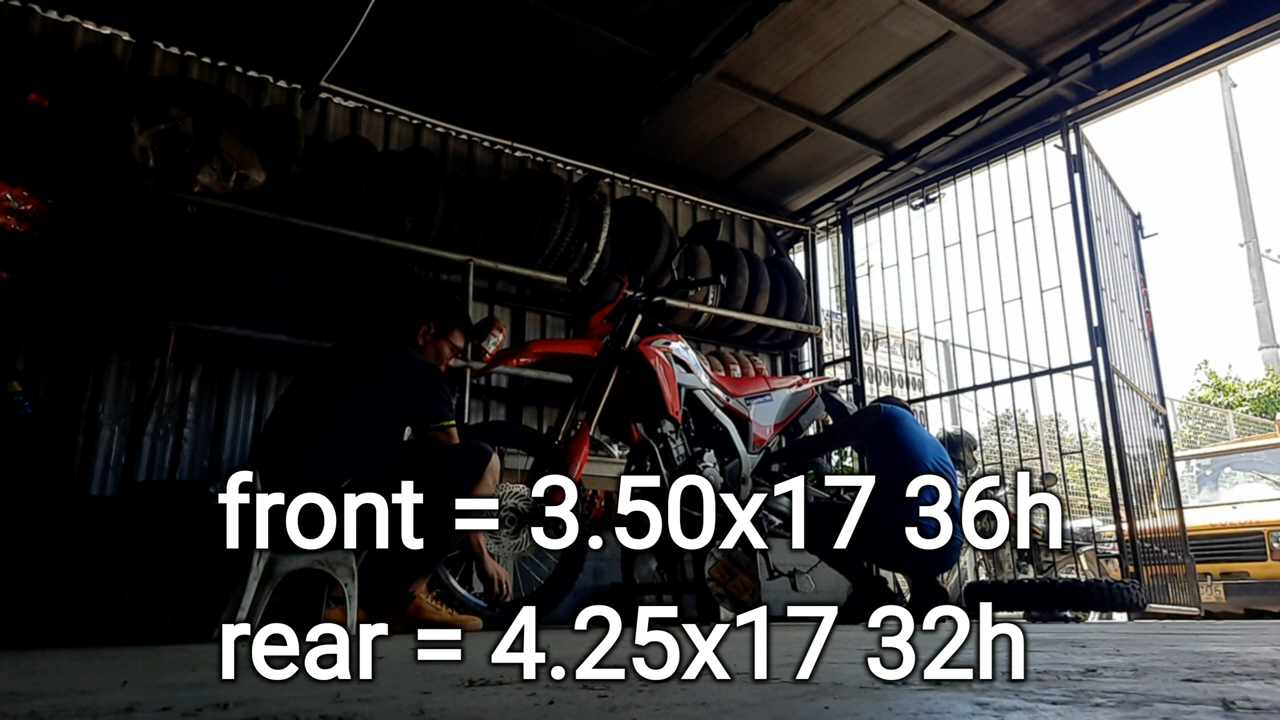 front = 3.50x17 36h
rear = 4.25x17 32h